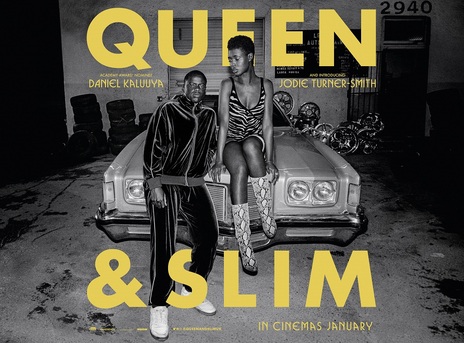 2940
QUEEN
ACADEMY AWARD NOMINEE
DANIEL KALUUYA
AND INTRODUCING
JODIE TURNER-SMITH
& SLIM
IN CINEMAS JANUARY